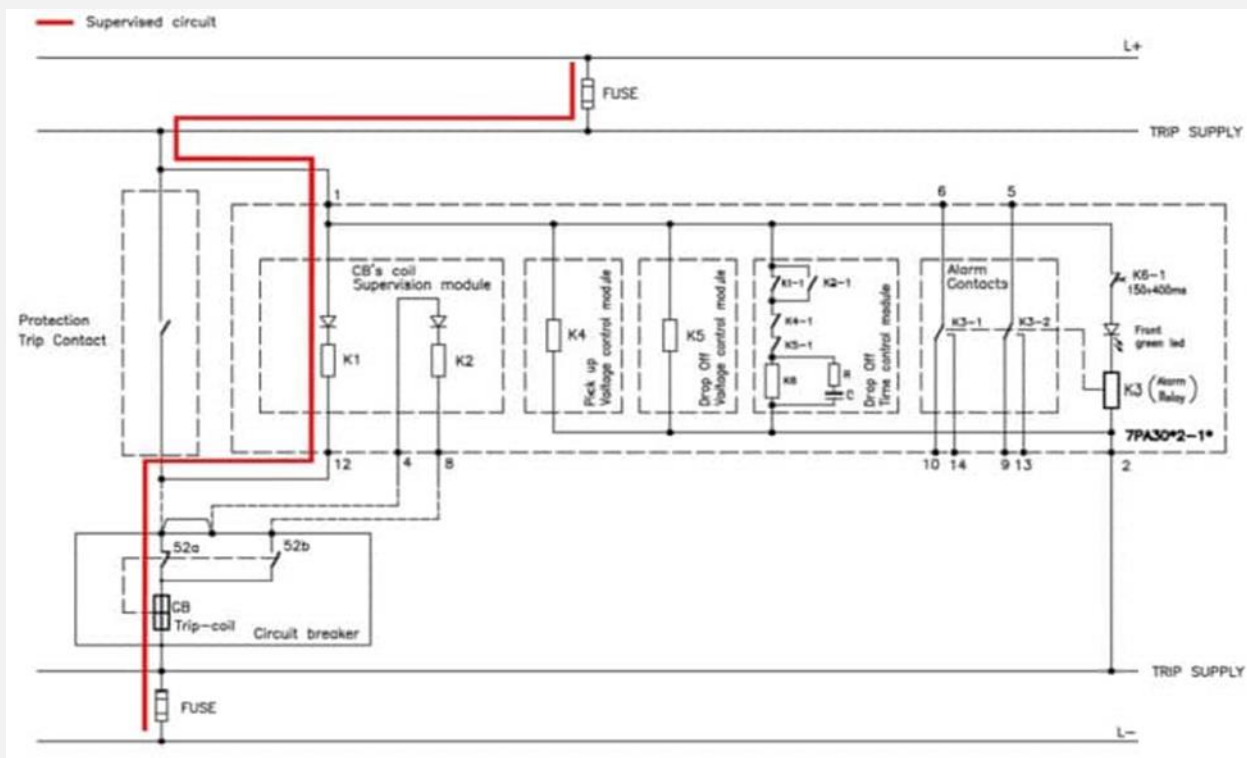 Supervised circuit
L+
FUSE
TRIP SUPPLY
1
6
5
CB's coil
Supervision module
K1
K2
K4
Pick up
Voltage control module
K5
Drop Off
Voltage control module
K1-1
K2-1
K4-1
K5-1
K6
R
C
Drop Off
Time control module
Alarm
Contacts
K3-1
K3-2
K6-1
150±400ms
Front
green led
K3 (Alarm
Relay)
7PA30*2-1*
Protection
Trip Contact
12
4
8
10
14
9
13
2
52a
52b
CB
Trip-coil
Circuit breaker
TRIP SUPPLY
FUSE
L-